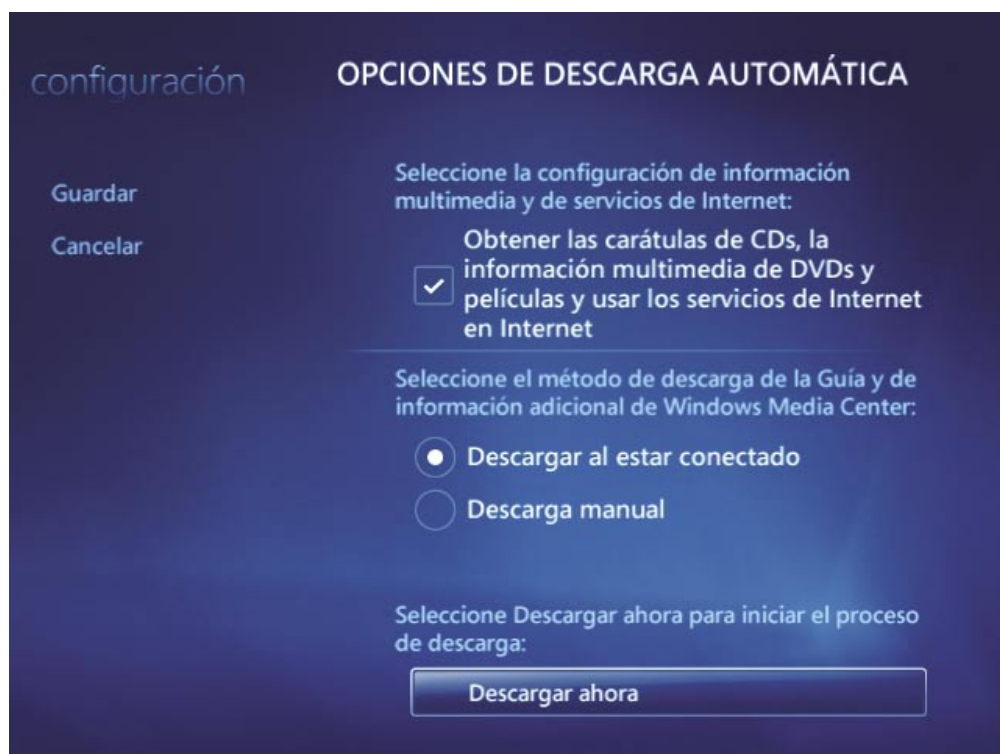 configuración
OPCIONES DE DESCARGA AUTOMÁTICA
Guardar
Cancelar
Seleccione la configuración de información
multimedia y de servicios de Internet:
Obtener las carátulas de CDs, la
información multimedia de DVDs y
películas y usar los servicios de Internet
en Internet
Seleccione el método de descarga de la Guía y de
información adicional de Windows Media Center:
Descargar al estar conectado
Descarga manual
Seleccione Descargar ahora para iniciar el proceso
de descarga:
Descargar ahora